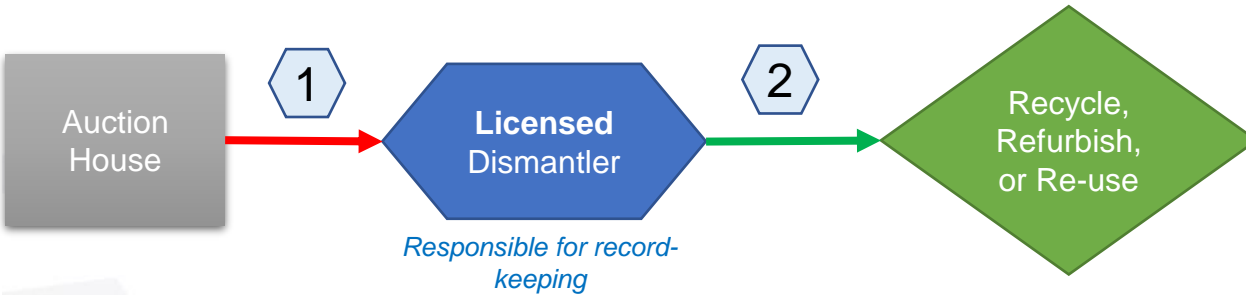 Auction
House
1
Licensed
Dismantler
Responsible for record-
keeping
2
Recycle,
Refurbish,
or Re-use